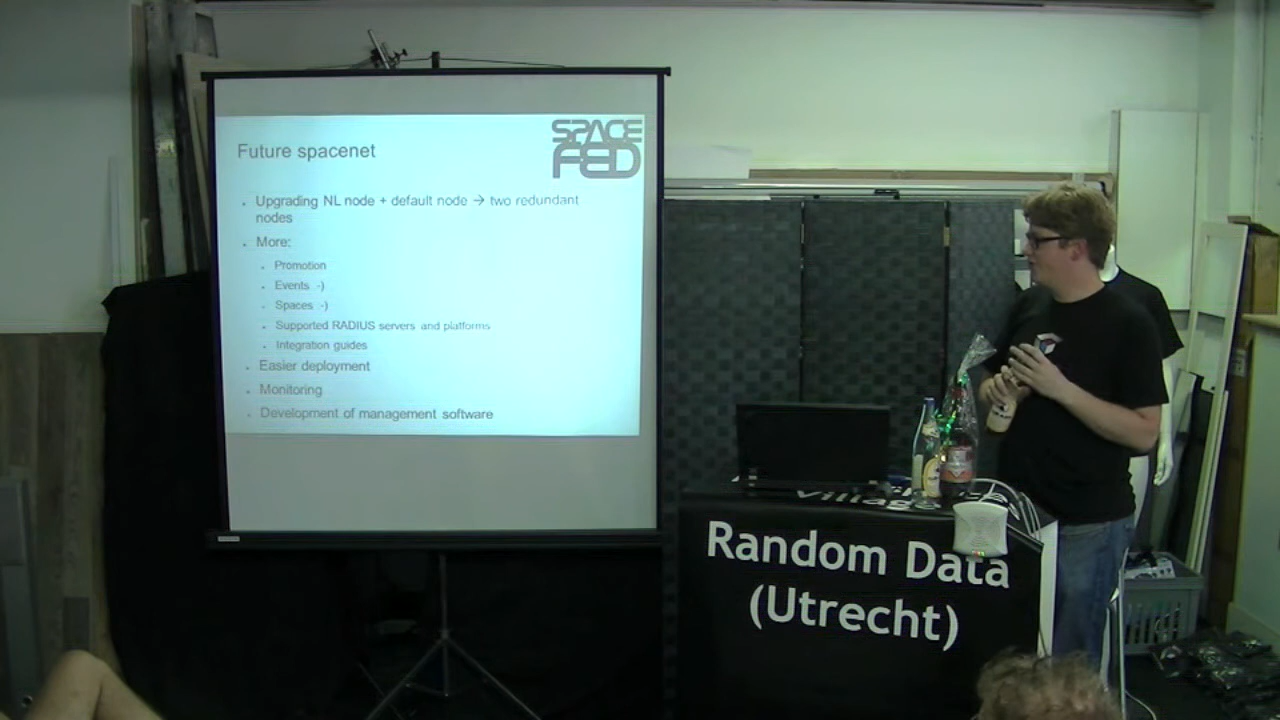 SPACE
FED
Future spacenet
Upgrading NL node + default node → two redundant
nodes
More:
Promotion
Events -)
Spaces -)
Supported RADIUS servers and platforms
Integration guides
Easier deployment
Monitoring
Development of management software
Village
Random Data
(Utrecht)